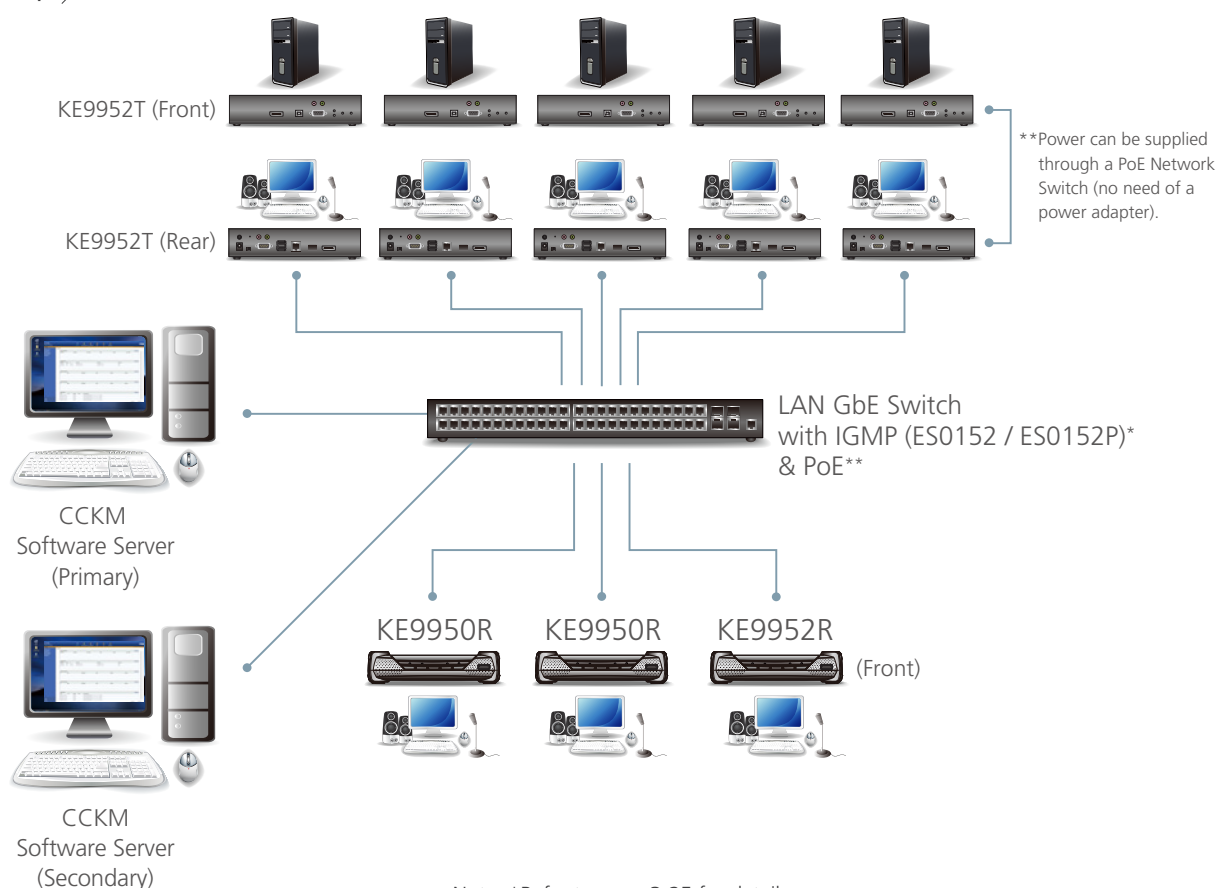 KE9952T (Front)
**Power can be supplied
through a PoE Network
Switch (no need of a
power adapter).
KE9952T (Rear)
LAN GbE Switch
with IGMP (ES0152 / ES0152P)*
& PoE**
CCKM
Software Server
(Primary)
KE9950R
KE9950R
KE9952R
(Front)
CCKM
Software Server
(Secondary)